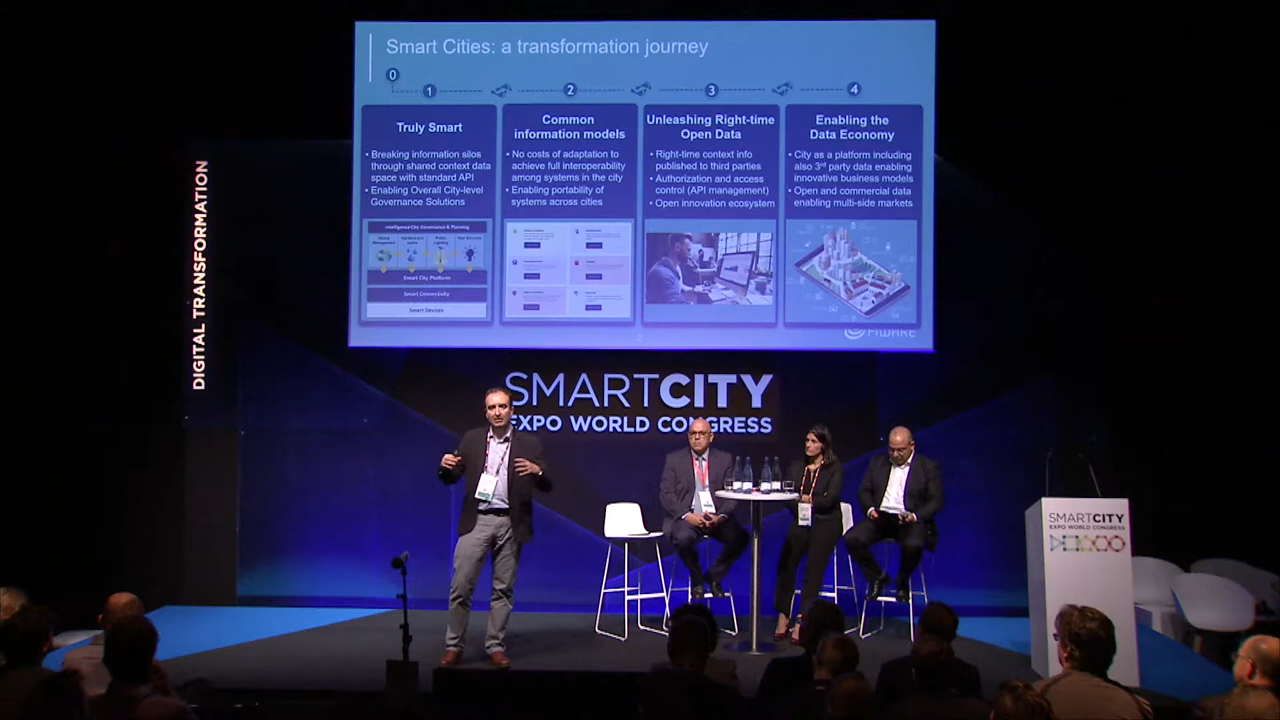 Smart Cities: a transformation journey
0
1
2
3
4
Truly Smart
• Breaking information silos
through shared context data
space with standard API
• Enabling Overall City-level
Governance Solutions
Intelligence City Governance & Planning
Smart City Platform
Smart Connectivity
Smart Devices
Common
information models
• No costs of adaptation to
achieve full interoperability
among systems in the city
• Enabling portability of
systems across cities
Unleashing Right-time
Open Data
• Right-time context info
published to third parties
• Authorization and access
control (API management)
• Open innovation ecosystem
Enabling the
Data Economy
• City as a platform including
also 3rd party data enabling
innovative business models
• Open and commercial data
enabling multi-side markets
FIWARE
DIGITAL TRANSFORMATION
SMARTCITY
EXPO WORLD CONGRESS
SMARTCITY
EXPO WORLD CONGRESS